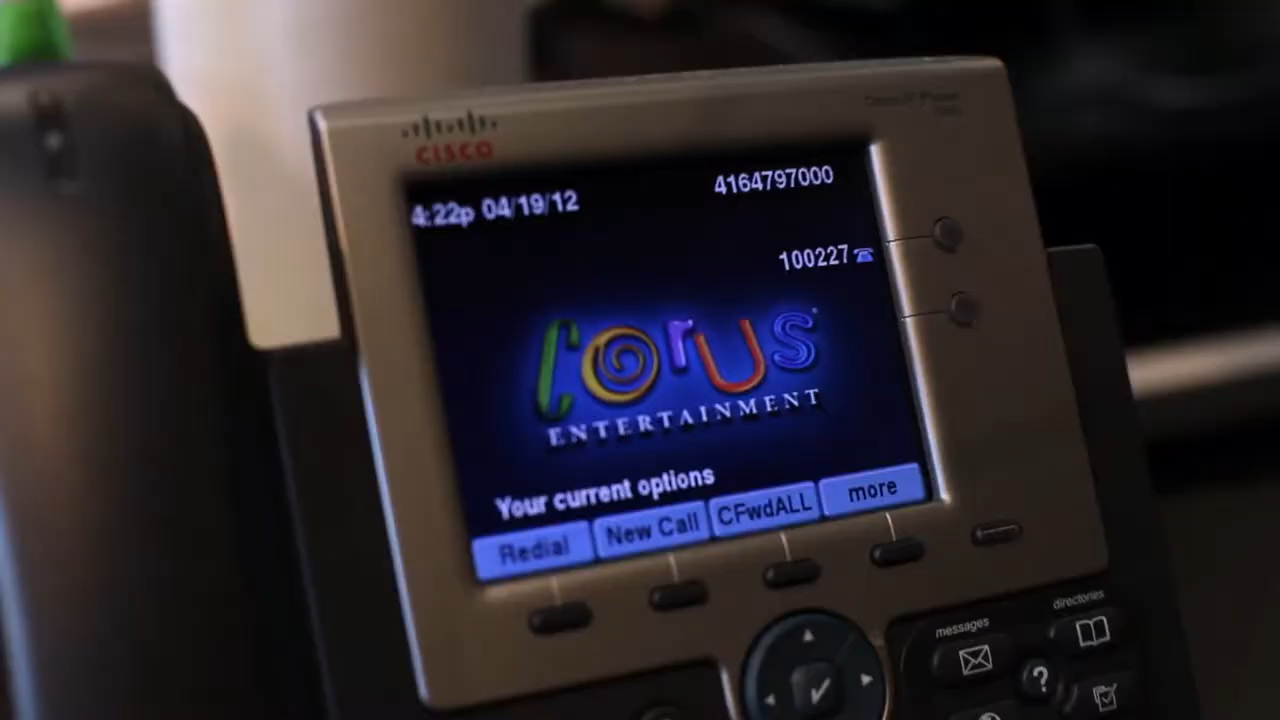 CISCO
4:22p 04/19/12
4164797000
100227
corus
ENTERTAINMENT
Your current options
Redial
New Call
CFwdALL
more
messages
directories
?